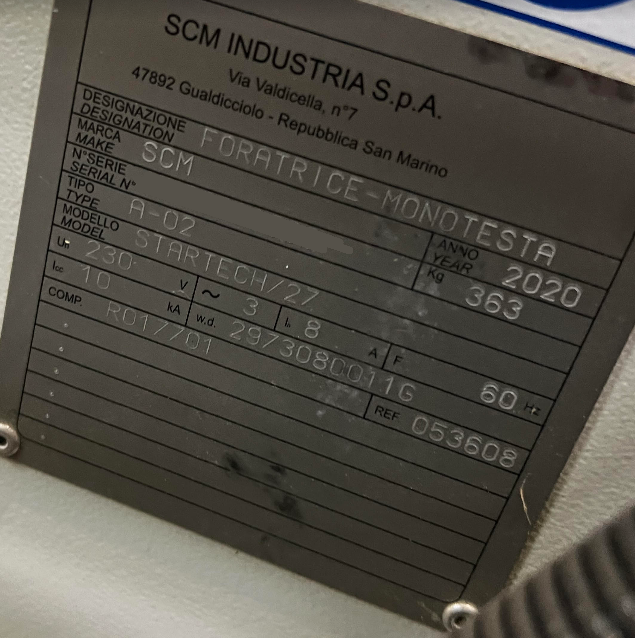 SCM INDUSTRIA S.p.A.
Via Valdicella, n°7
47892 Gualdicciolo - Repubblica San Marino
DESIGNAZIONE
DESIGNATION FORATRICE-MONOTESTA
MARCA
MAKE SCM ANNO
YEAR 2020
N°SERIE
SERIAL N° Kg 363
TIPO
TYPE A-02
MODELLO
MODEL STARTECH/27
Un 230 V ~ 3 In 8 A F 60 Hz
Icc 10 kA w.d. 2973080011G
COMP. R017701 REF 053608